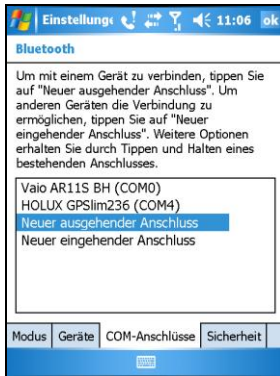 Einstellunge 11:06 ok
Bluetooth
Um mit einem Gerät zu verbinden, tippen Sie
auf "Neuer ausgehender Anschluss". Um
anderen Geräten die Verbindung zu
ermöglichen, tippen Sie auf "Neuer
eingehender Anschluss". Weitere Optionen
erhalten Sie durch Tippen und Halten eines
bestehenden Anschlusses.
Vaio AR11S BH (COM0)
HOLUX GPSlim236 (COM4)
Neuer ausgehender Anschluss
Neuer eingehender Anschluss
Modus Geräte COM-Anschlüsse Sicherheit